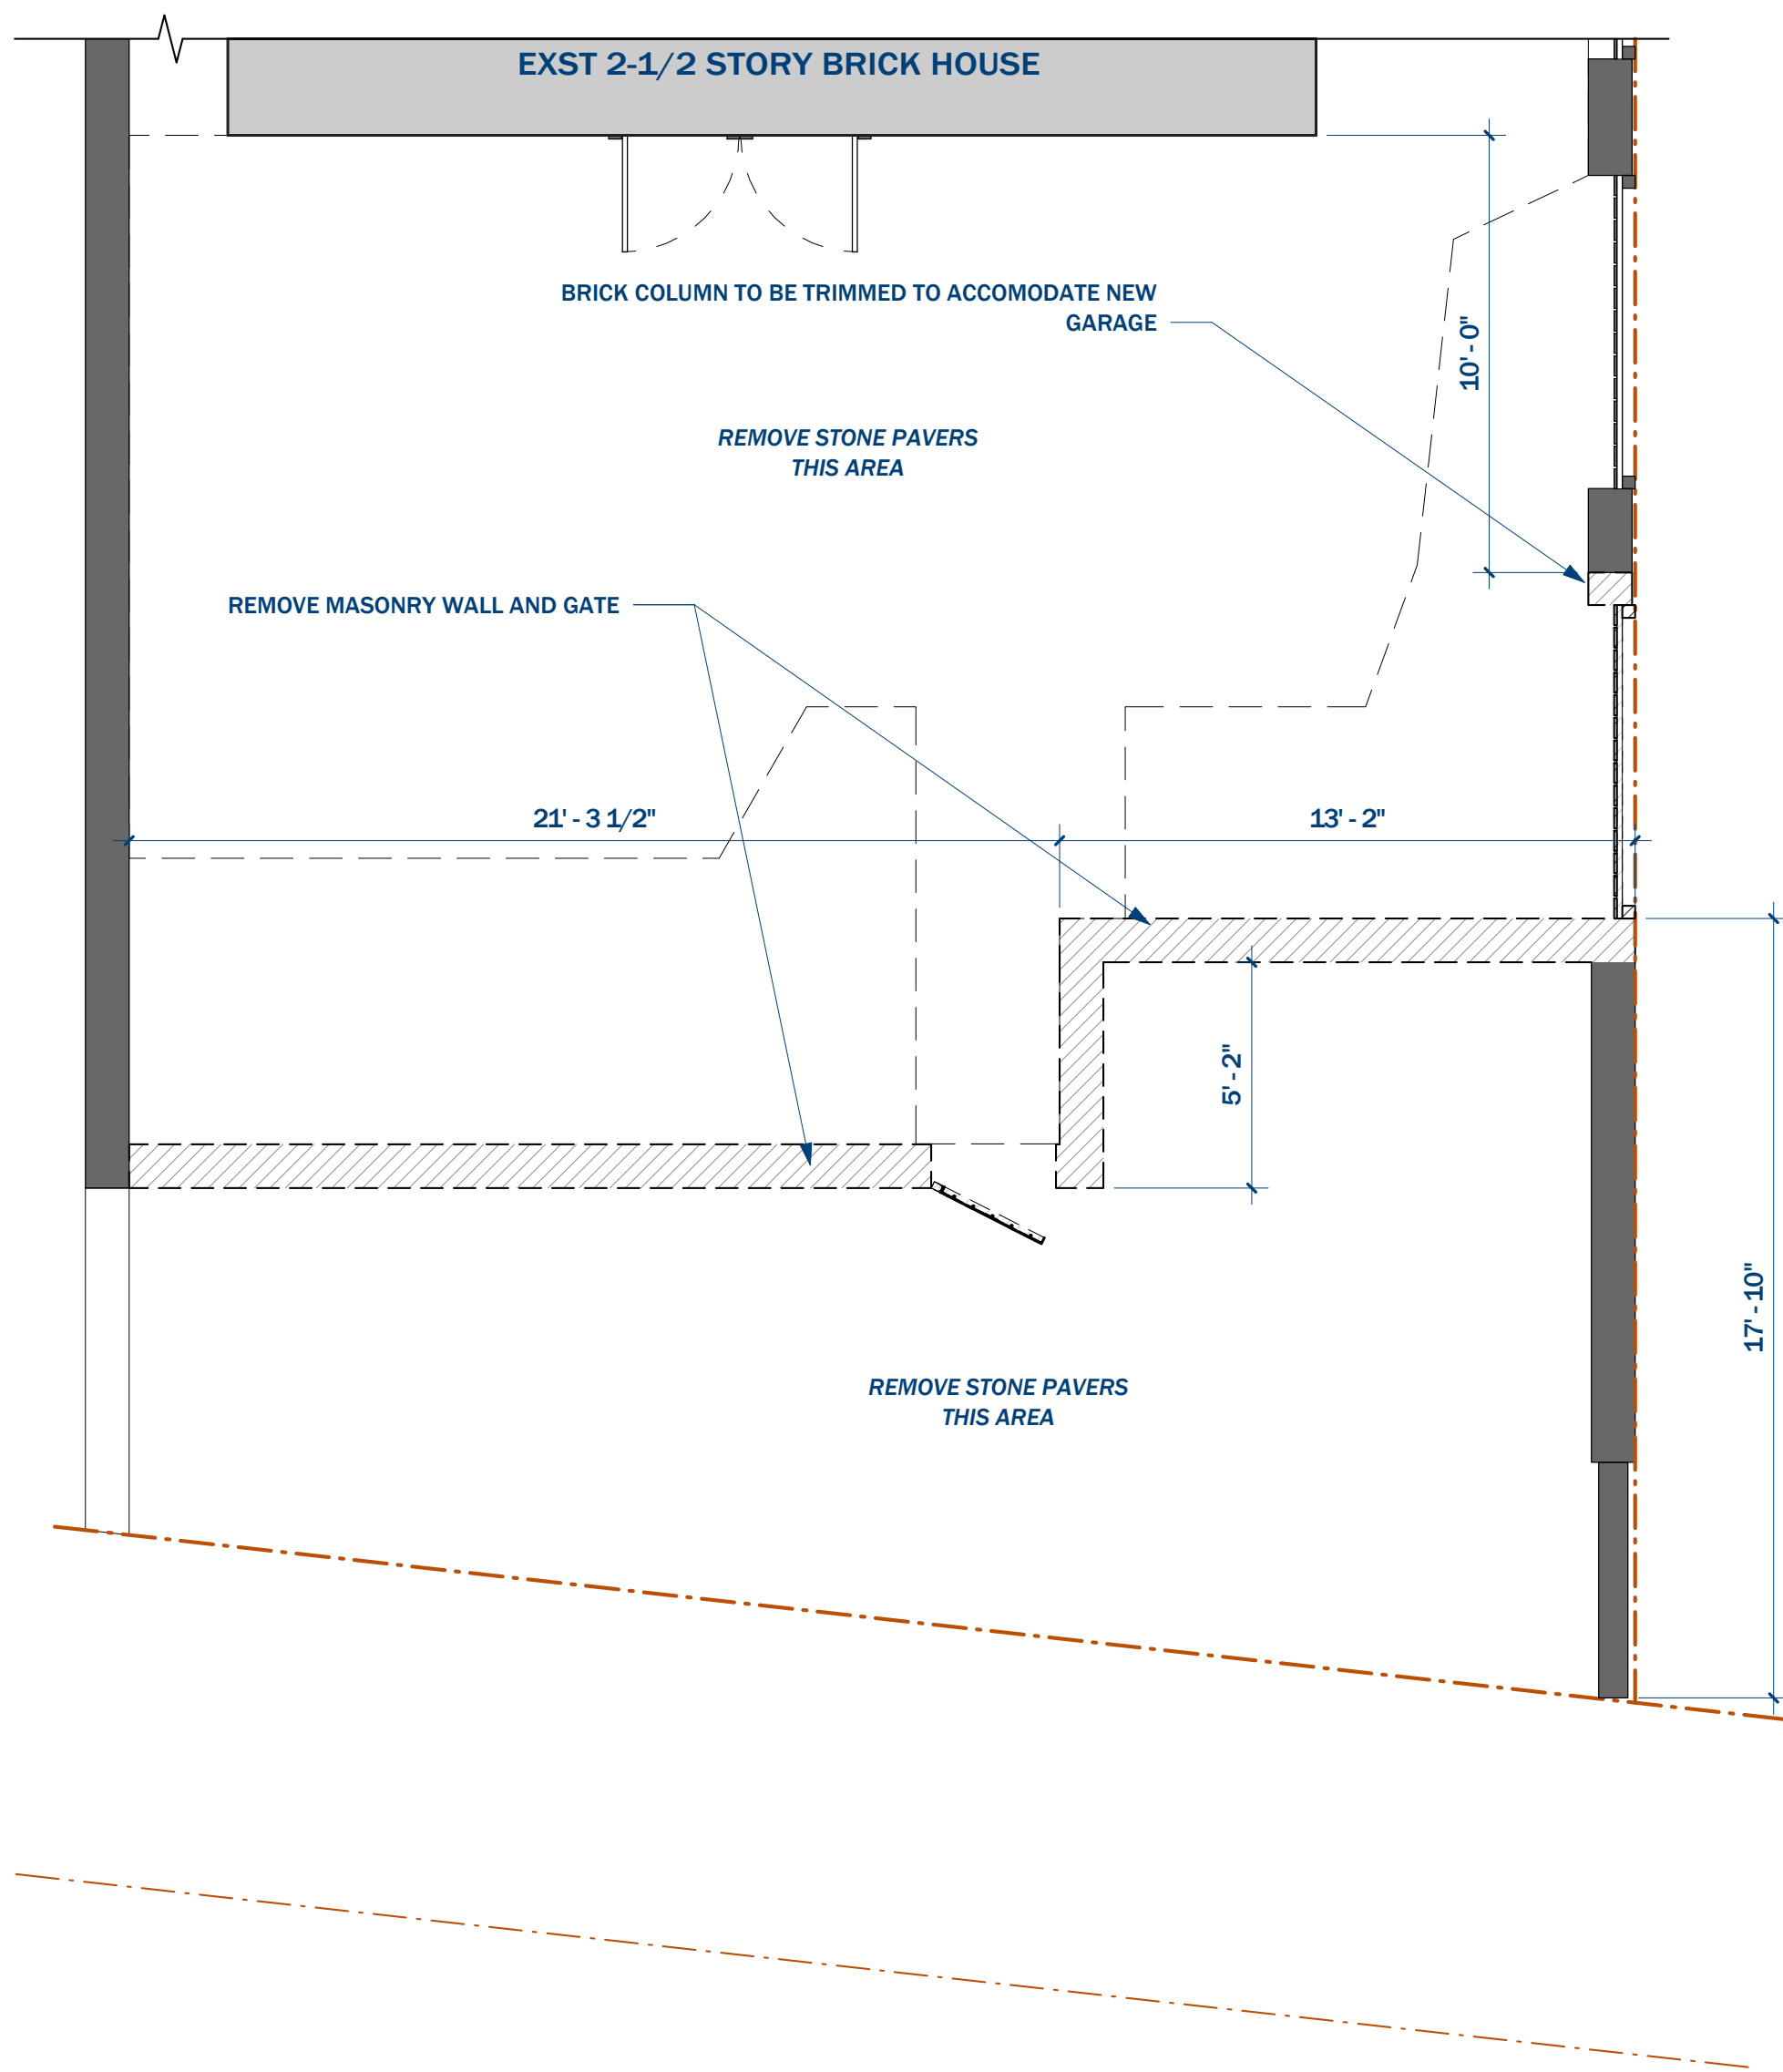 EXST 2-1/2 STORY BRICK HOUSE
BRICK COLUMN TO BE TRIMMED TO ACCOMODATE NEW
GARAGE
10' - 0"
REMOVE STONE PAVERS
THIS AREA
REMOVE MASONRY WALL AND GATE
21' - 3 1/2"
13' - 2"
5' - 2"
17' - 10"
REMOVE STONE PAVERS
THIS AREA